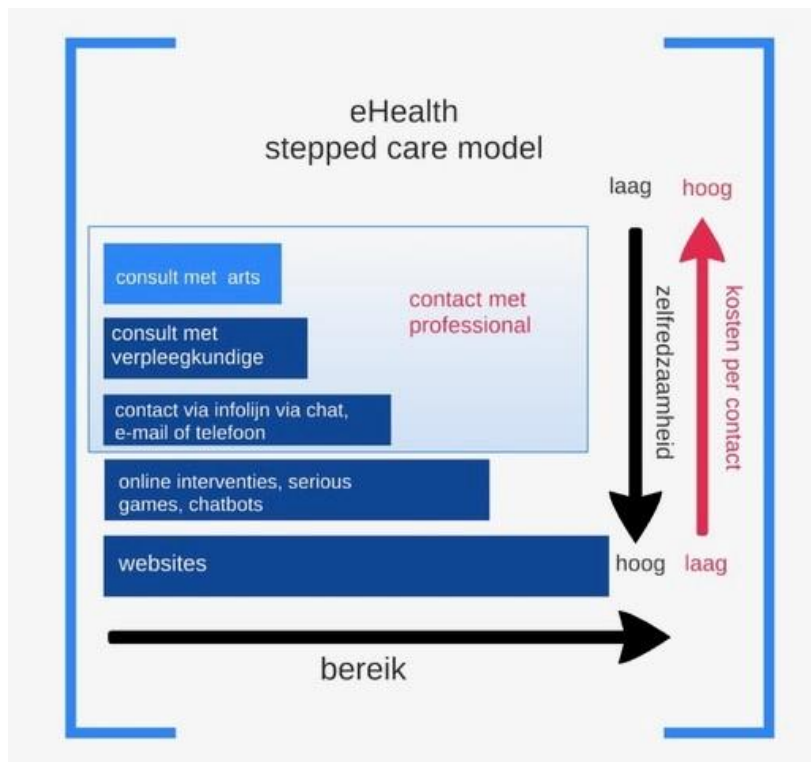 eHealth
stepped care model
laag
hoog
consult met arts
contact met
professional
consult met
verpleegkundige
contact via infolijn via chat,
e-mail of telefoon
zelfredzaamheid
kosten per contact
online interventies, serious
games, chatbots
websites
hoog
laag
bereik